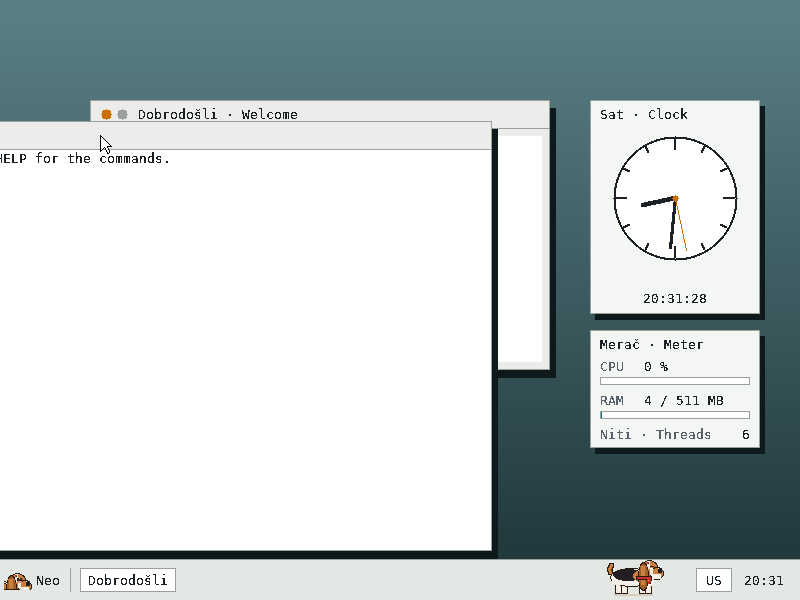 Dobrodošli · Welcome
HELP for the commands.
Sat · Clock
20:31:28
Merač · Meter
CPU 0 %
RAM 4 / 511 MB
Niti · Threads 6
Neo
Dobrodošli
US
20:31